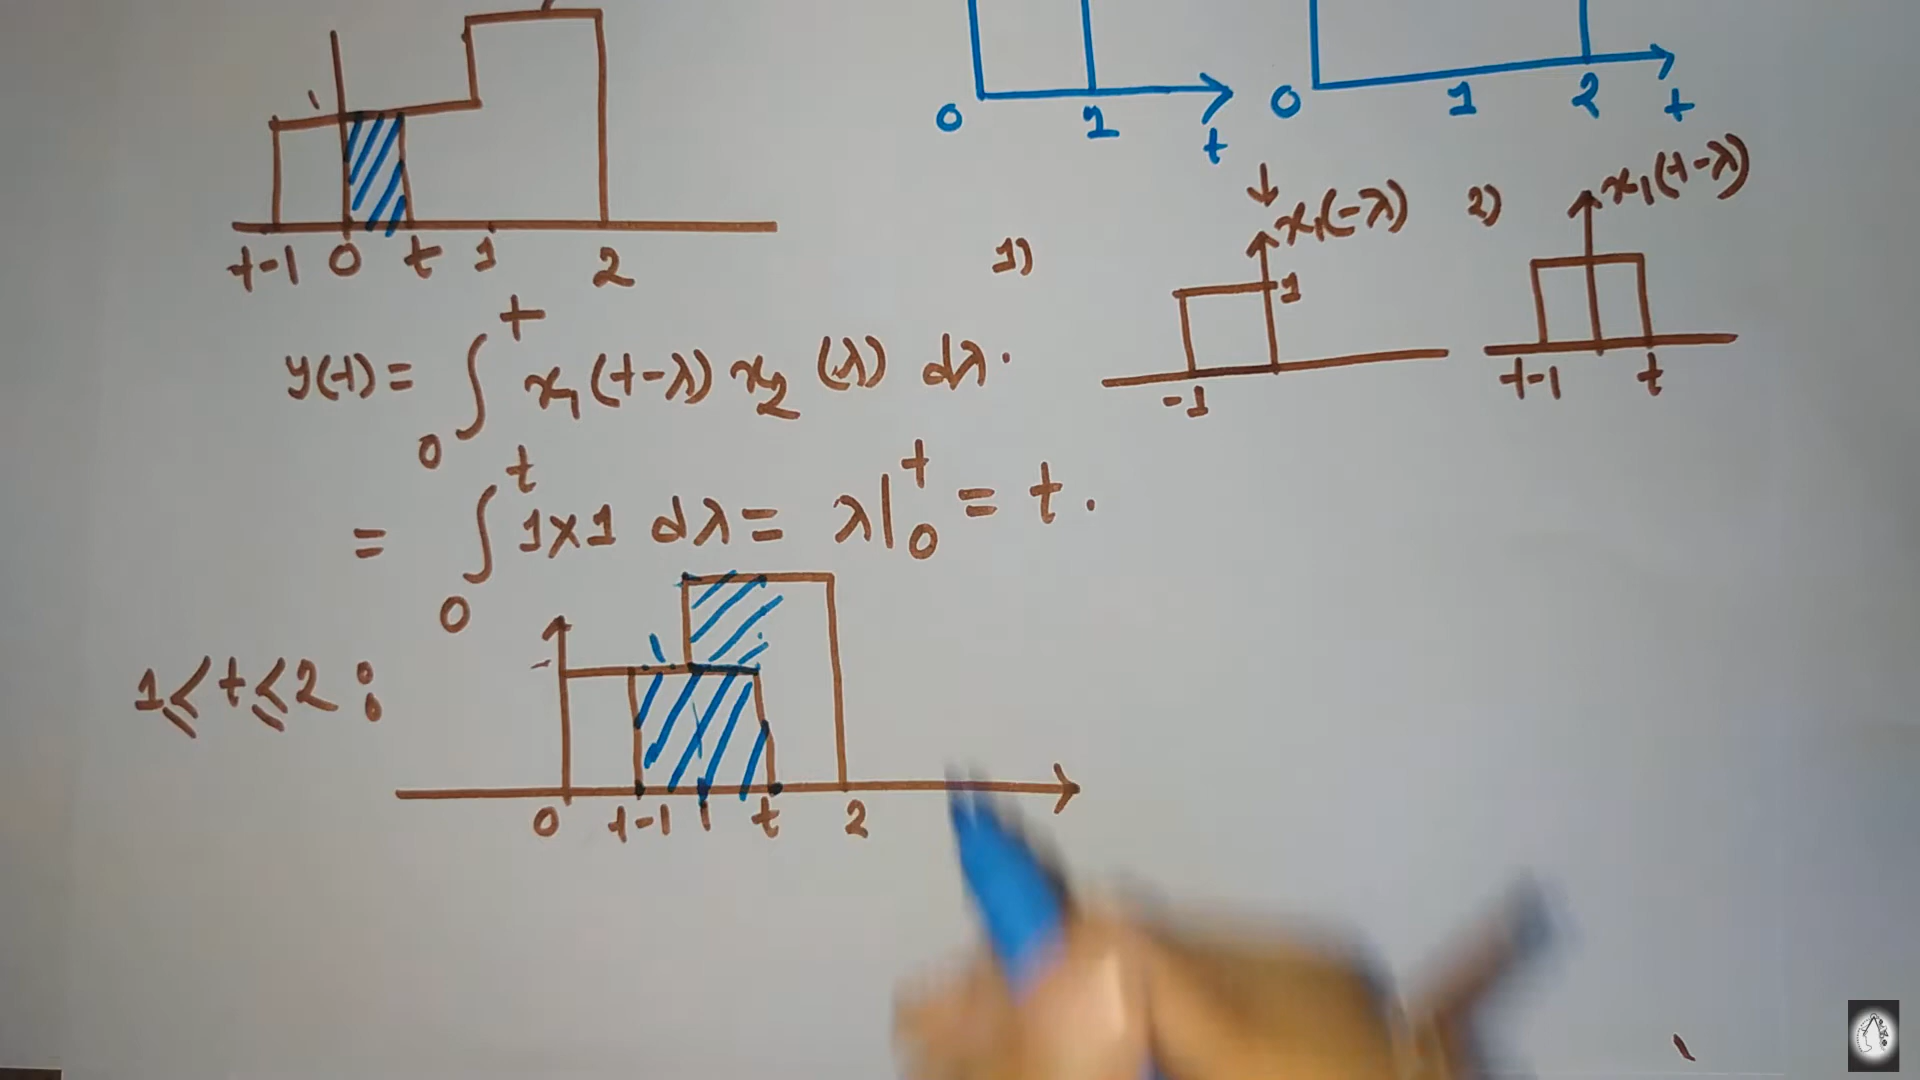 0 1 t
0 1 2 t
1
t-1 0 t 1 2
1) x₁(-λ) 2) x₁(t-λ)
1
-1
t-1 t
y(t) = ∫₀ᵗ x₁(t-λ) x₂(λ) dλ.
= ∫₀ᵗ 1×1 dλ = λ|₀ᵗ = t.
1≤t≤2:
0 t-1 1 t 2